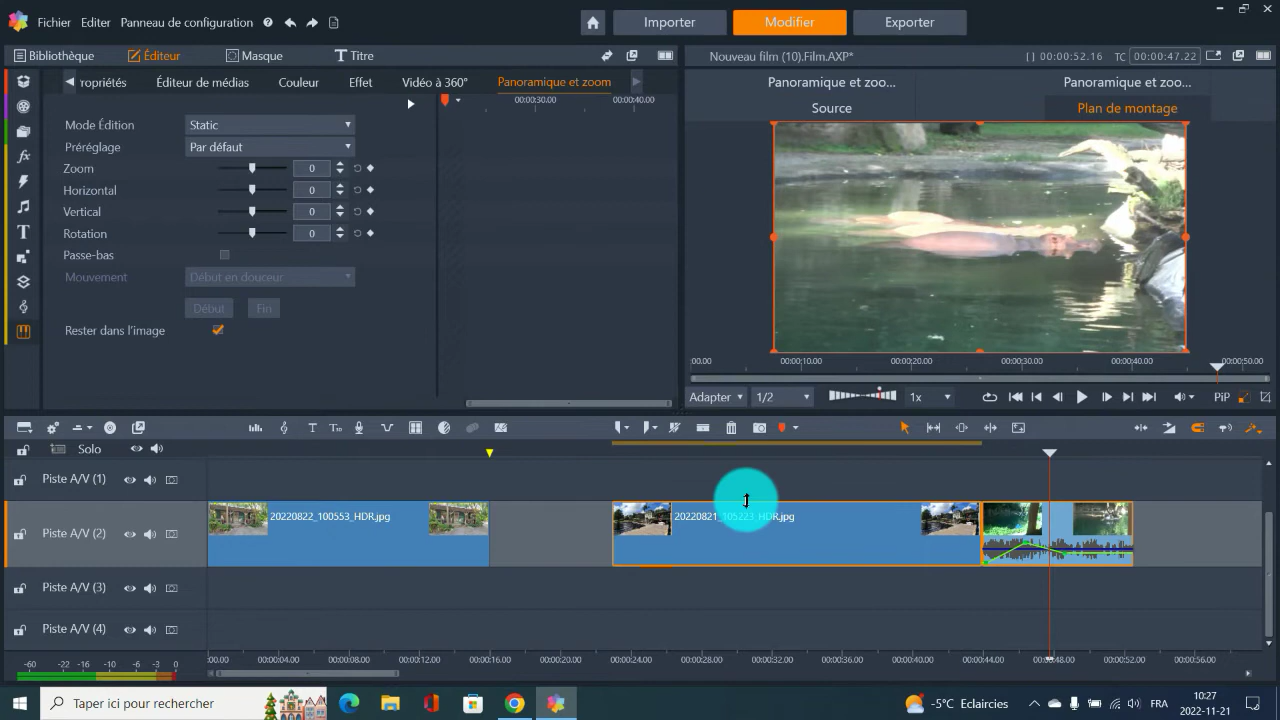 Fichier Editer Panneau de configuration
Importer Modifier Exporter
Bibliothèque Éditeur Masque Titre
Nouveau film (10).Film.AXP* [] 00:00:52.16 TC 00:00:47.22
ropriétés Éditeur de médias Couleur Effet Vidéo à 360° Panoramique et zoom
Panoramique et zoo... Panoramique et zoo...
Source Plan de montage
00:00:30.00 00:00:40.00
Mode Édition Static
Préréglage Par défaut
Zoom 0
Horizontal 0
Vertical 0
Rotation 0
Passe-bas
Mouvement Début en douceur
Début Fin
Rester dans l'image
:00.00 00:00:10.00 00:00:20.00 00:00:30.00 00:00:40.00 00:00:50.00
Adapter 1/2 1x PiP
Solo
Piste A/V (1)
Piste A/V (2) 20220822_100553_HDR.jpg 20220821_105223_HDR.jpg
Piste A/V (3)
Piste A/V (4)
-60 -22 -16 -10 -6 -3 0
:00.00 00:00:04.00 00:00:08.00 00:00:12.00 00:00:16.00 00:00:20.00 00:00:24.00 00:00:28.00 00:00:32.00 00:00:36.00 00:00:40.00 00:00:44.00 00:00:48.00 00:00:52.00 00:00:56.00
Taper ici pour rechercher
-5°C Eclaircies FRA 10:27
2022-11-21